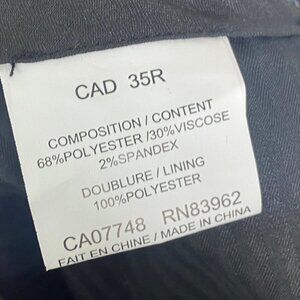 CAD 35R
COMPOSITION / CONTENT
68%POLYESTER/30%VISCOSE
2%SPANDEX
DOUBLURE / LINING
100%POLYESTER
CA07748 RN83962
FAIT EN CHINE / MADE IN CHINA